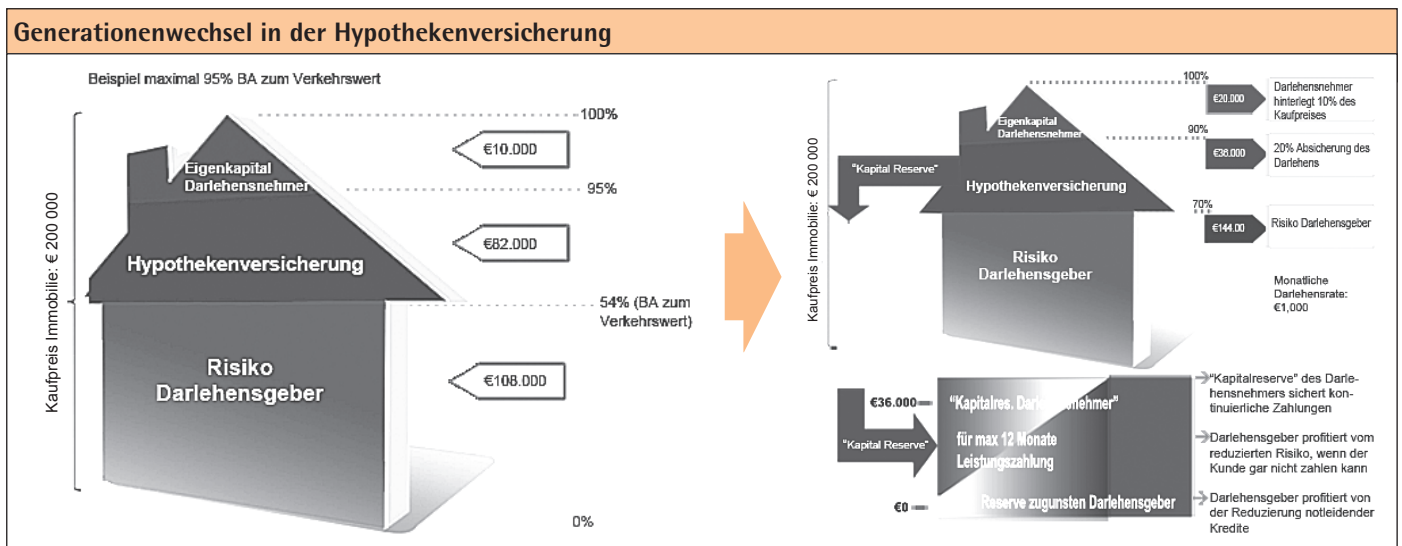 Generationenwechsel in der Hypothekenversicherung
Beispiel maximal 95% BA zum Verkehrswert
Kaufpreis Immobilie: € 200 000
100%
€10.000
Eigenkapital
Darlehensnehmer
95%
€82.000
Hypothekenversicherung
54% (BA zum
Verkehrswert)
Risiko
Darlehensgeber
€108.000
0%
Kaufpreis Immobilie: € 200 000
100%
€20.000
Darlehensnehmer
hinterlegt 10% des
Kaufpreises
Eigenkapital
Darlehensnehmer
90%
€36.000
20% Absicherung des
Darlehens
"Kapital Reserve"
Hypothekenversicherung
70%
€144.00
Risiko Darlehensgeber
Risiko
Darlehensgeber
Monatliche
Darlehensrate:
€1,000
€36.000
"Kapitalres. Darlehensnehmer"
"Kapital Reserve"
für max 12 Monate
Leistungszahlung
€0
Reserve zugunsten Darlehensgeber
"Kapitalreserve" des Darle-
hensnehmers sichert kon-
tinuierliche Zahlungen
Darlehensgeber profitiert vom
reduzierten Risiko, wenn der
Kunde gar nicht zahlen kann
Darlehensgeber profitiert von
der Reduzierung notleidender
Kredite